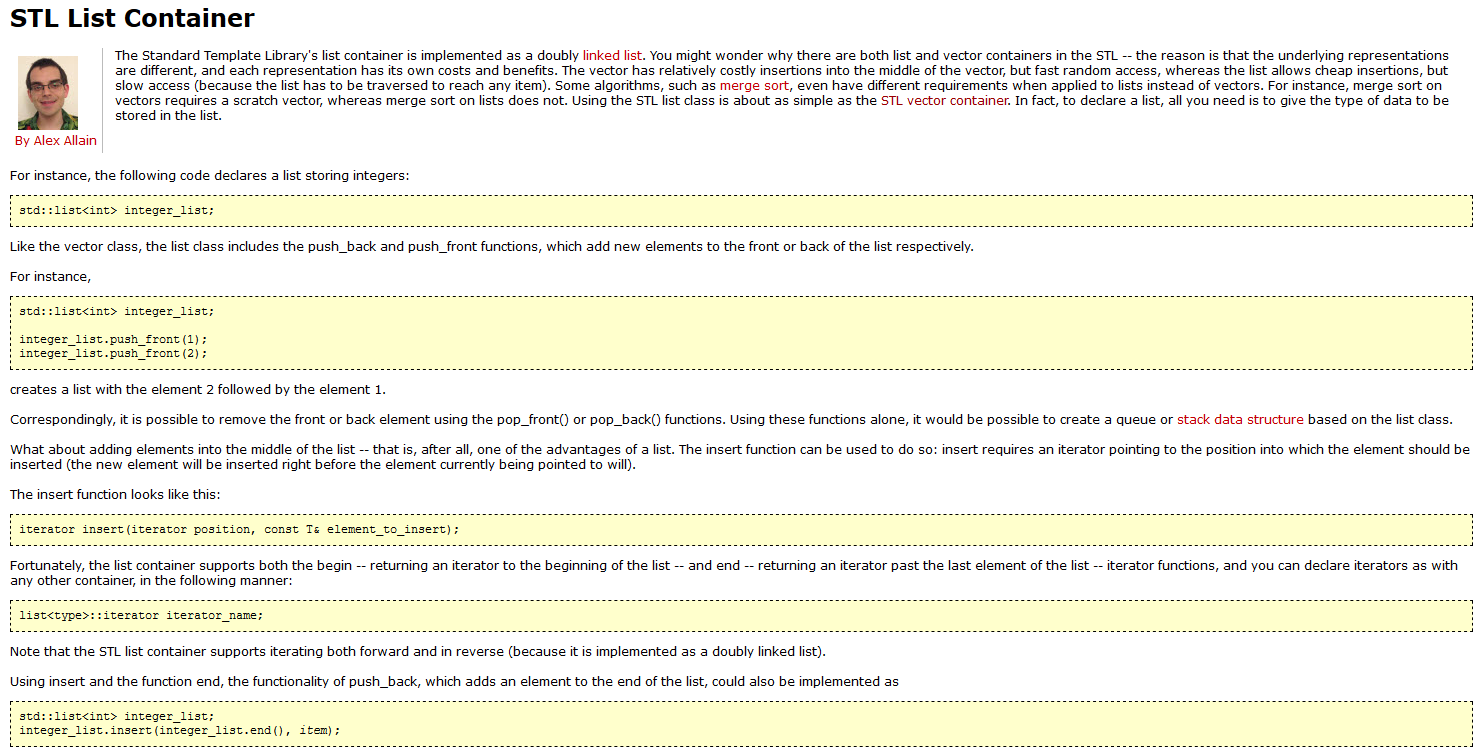 STL List Container
The Standard Template Library's list container is implemented as a doubly linked list. You might wonder why there are both list and vector containers in the STL -- the reason is that the underlying representations
are different, and each representation has its own costs and benefits. The vector has relatively costly insertions into the middle of the vector, but fast random access, whereas the list allows cheap insertions, but
slow access (because the list has to be traversed to reach any item). Some algorithms, such as merge sort, even have different requirements when applied to lists instead of vectors. For instance, merge sort on
vectors requires a scratch vector, whereas merge sort on lists does not. Using the STL list class is about as simple as the STL vector container. In fact, to declare a list, all you need is to give the type of data to be
stored in the list.
By Alex Allain
For instance, the following code declares a list storing integers:
std::list<int> integer_list;
Like the vector class, the list class includes the push_back and push_front functions, which add new elements to the front or back of the list respectively.
For instance,
std::list<int> integer_list;
integer_list.push_front(1);
integer_list.push_front(2);
creates a list with the element 2 followed by the element 1.
Correspondingly, it is possible to remove the front or back element using the pop_front() or pop_back() functions. Using these functions alone, it would be possible to create a queue or stack data structure based on the list class.
What about adding elements into the middle of the list -- that is, after all, one of the advantages of a list. The insert function can be used to do so: insert requires an iterator pointing to the position into which the element should be
inserted (the new element will be inserted right before the element currently being pointed to will).
The insert function looks like this:
iterator insert(iterator position, const T& element_to_insert);
Fortunately, the list container supports both the begin -- returning an iterator to the beginning of the list -- and end -- returning an iterator past the last element of the list -- iterator functions, and you can declare iterators as with
any other container, in the following manner:
list<type>::iterator iterator_name;
Note that the STL list container supports iterating both forward and in reverse (because it is implemented as a doubly linked list).
Using insert and the function end, the functionality of push_back, which adds an element to the end of the list, could also be implemented as
std::list<int> integer_list;
integer_list.insert(integer_list.end(), item);